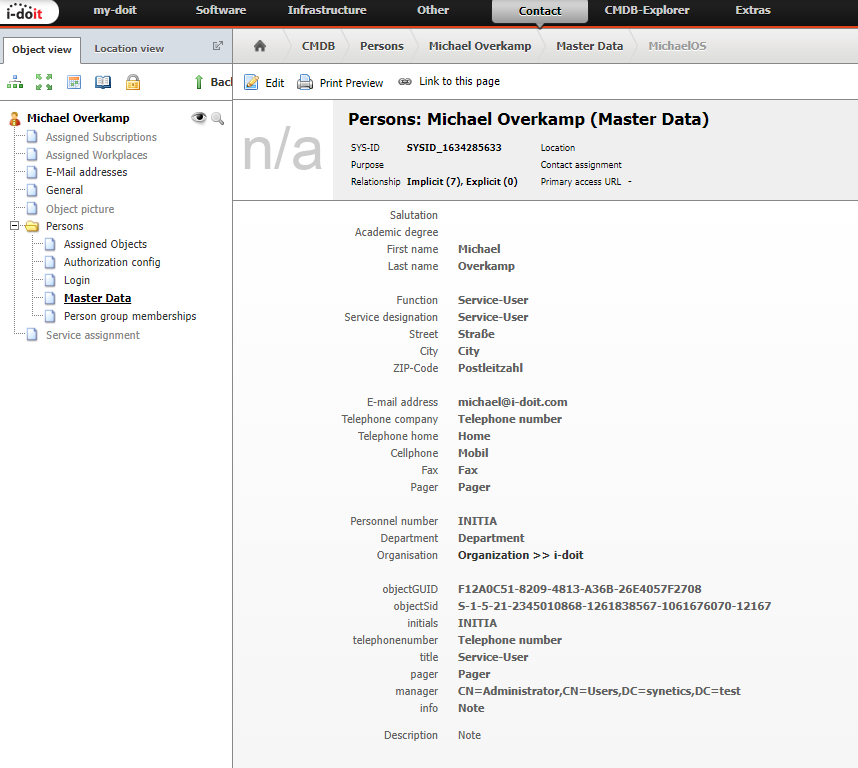 i-doit my-doit Software Infrastructure Other Contact CMDB-Explorer Extras
Object view Location view
CMDB Persons Michael Overkamp Master Data MichaelOS
Back
Edit Print Preview Link to this page
Michael Overkamp
Assigned Subscriptions
Assigned Workplaces
E-Mail addresses
General
Object picture
Persons
Assigned Objects
Authorization config
Login
Master Data
Person group memberships
Service assignment
n/a
Persons: Michael Overkamp (Master Data)
SYS-ID SYSID_1634285633 Location
Purpose Contact assignment
Relationship Implicit (7), Explicit (0) Primary access URL -
Salutation
Academic degree
First name Michael
Last name Overkamp
Function Service-User
Service designation Service-User
Street Straße
City City
ZIP-Code Postleitzahl
E-mail address michael@i-doit.com
Telephone company Telephone number
Telephone home Home
Cellphone Mobil
Fax Fax
Pager Pager
Personnel number INITIA
Department Department
Organisation Organization >> i-doit
objectGUID F12A0C51-8209-4813-A36B-26E4057F2708
objectSid S-1-5-21-2345010868-1261838567-1061676070-12167
initials INITIA
telephonenumber Telephone number
title Service-User
pager Pager
manager CN=Administrator,CN=Users,DC=synetics,DC=test
info Note
Description Note